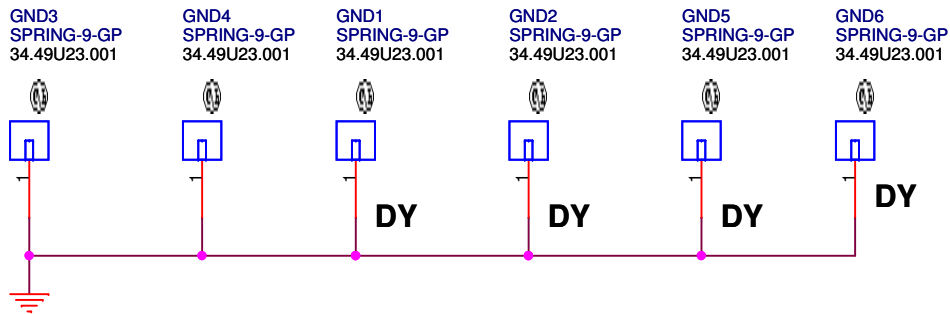 GND3
SPRING-9-GP
34.49U23.001
GND4
SPRING-9-GP
34.49U23.001
GND1
SPRING-9-GP
34.49U23.001
GND2
SPRING-9-GP
34.49U23.001
GND5
SPRING-9-GP
34.49U23.001
GND6
SPRING-9-GP
34.49U23.001
1
1
1
DY
1
DY
1
DY
1
DY